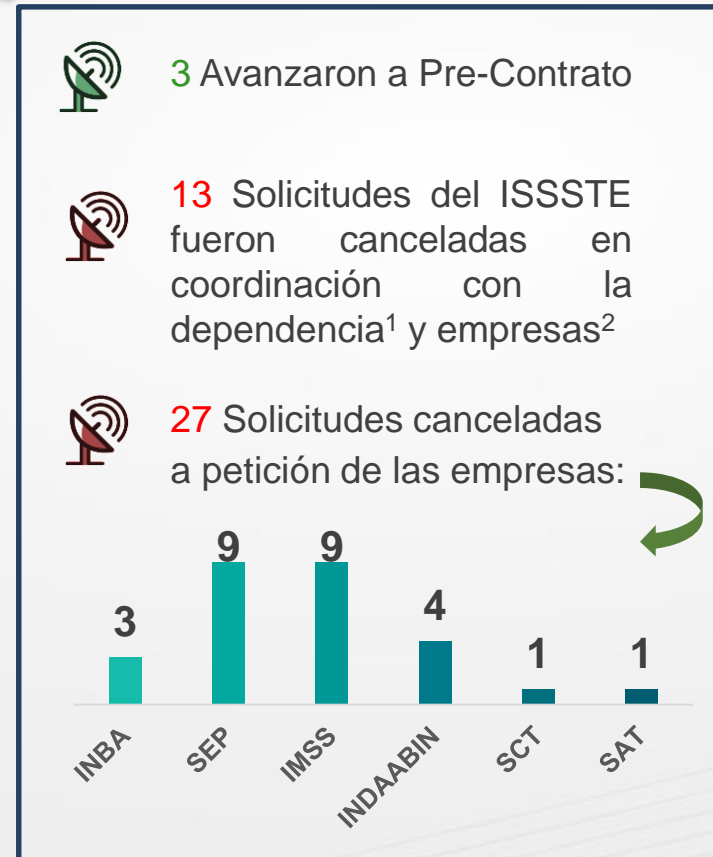 3 Avanzaron a Pre-Contrato
13 Solicitudes del ISSSTE
fueron canceladas en
coordinación con la
dependencia¹ y empresas²
27 Solicitudes canceladas
a petición de las empresas:
3 9 9 4 1 1
INBA SEP IMSS INDAABIN SCT SAT